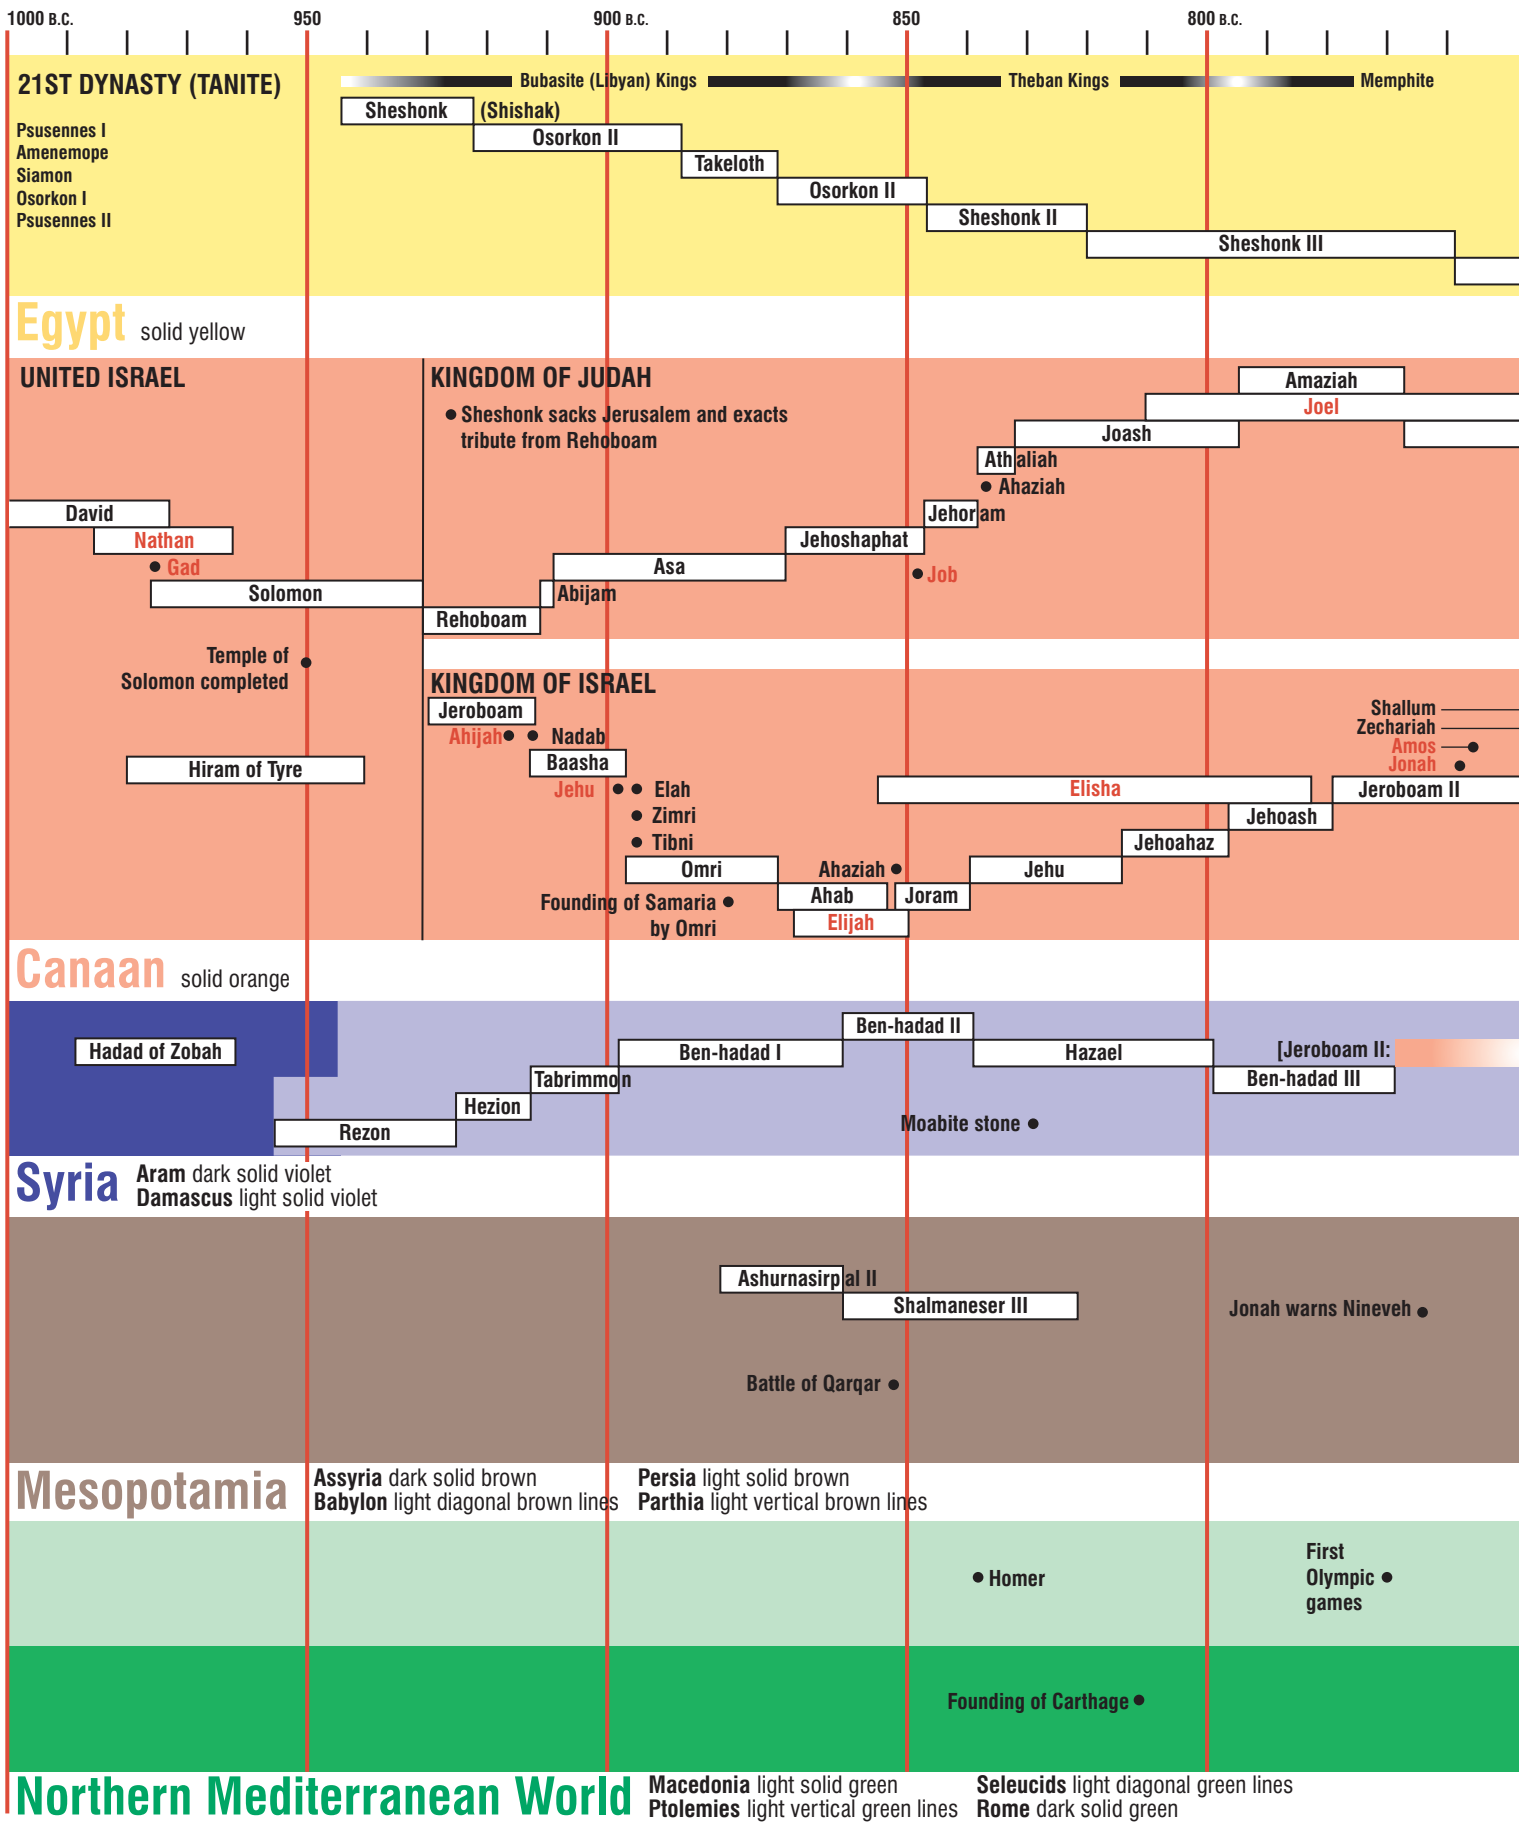 1000 B.C. 950 900 B.C. 850 800 B.C.
21ST DYNASTY (TANITE)
Bubasite (Libyan) Kings Theban Kings Memphite
Sheshonk (Shishak)
Psusennes I
Osorkon II
Amenemope
Takeloth
Siamon
Osorkon II
Osorkon I
Psusennes II
Sheshonk II
Sheshonk III
Egypt solid yellow
UNITED ISRAEL
KINGDOM OF JUDAH
Amaziah
Sheshonk sacks Jerusalem and exacts
tribute from Rehoboam
Joel
Joash
Athaliah
Ahaziah
David
Jehoram
Nathan
Jehoshaphat
Gad
Asa
Job
Solomon
Abijam
Rehoboam
Temple of
Solomon completed
KINGDOM OF ISRAEL
Jeroboam
Shallum
Zechariah
Ahijah Nadab
Amos
Jonah
Hiram of Tyre
Baasha
Jehu Elah
Elisha
Jeroboam II
Zimri
Jehoash
Tibni
Jehoahaz
Omri
Ahaziah
Jehu
Founding of Samaria
by Omri
Ahab
Joram
Elijah
Canaan solid orange
Ben-hadad II
Hadad of Zobah
Ben-hadad I
Hazael
[Jeroboam II:
Tabrimmon
Ben-hadad III
Hezion
Rezon
Moabite stone
Syria
Aram dark solid violet
Damascus light solid violet
Ashurnasirpal II
Shalmaneser III
Jonah warns Nineveh
Battle of Qarqar
Mesopotamia
Assyria dark solid brown
Babylon light diagonal brown lines
Persia light solid brown
Parthia light vertical brown lines
Homer
First
Olympic
games
Founding of Carthage
Northern Mediterranean World
Macedonia light solid green
Ptolemies light vertical green lines
Seleucids light diagonal green lines
Rome dark solid green